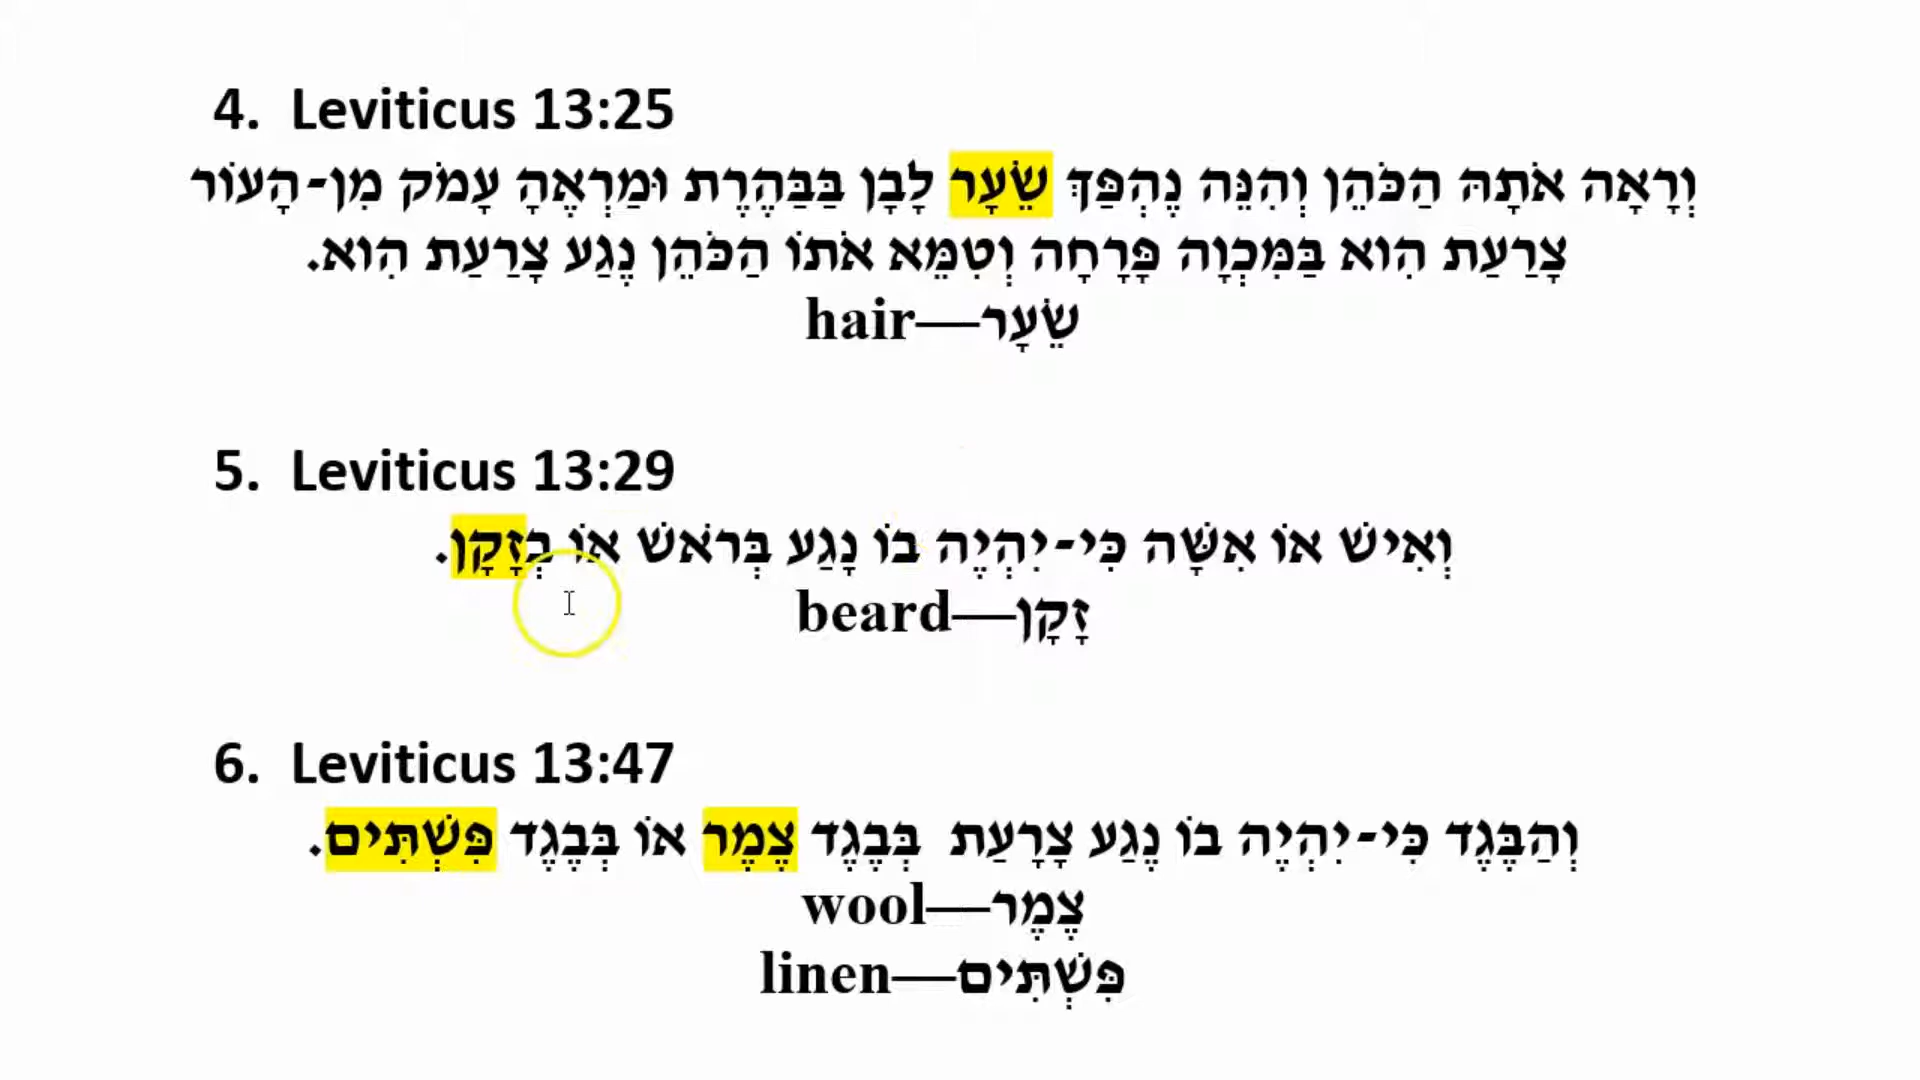 4. Leviticus 13:25
וְרָאָה אֹתָהּ הַכֹּהֵן וְהִנֵּה נֶהְפַּךְ שֵׂעָר לָבָן בַּבַּהֶרֶת וּמַרְאֶהָ עָמֹק מִן-הָעוֹר
צָרַעַת הִוא בַּמִּכְוָה פָּרָחָה וְטִמֵּא אֹתוֹ הַכֹּהֵן נֶגַע צָרַעַת הִוא.
שֵׂעָר—hair
5. Leviticus 13:29
וְאִישׁ אוֹ אִשָּׁה כִּי-יִהְיֶה בוֹ נָגַע בְּרֹאשׁ אוֹ בְזָקָן.
זָקָן—beard
6. Leviticus 13:47
וְהַבֶּגֶד כִּי-יִהְיֶה בוֹ נֶגַע צָרָעַת בְּבֶגֶד צֶמֶר אוֹ בְּבֶגֶד פִּשְׁתִּים.
צֶמֶר—wool
פִּשְׁתִּים—linen